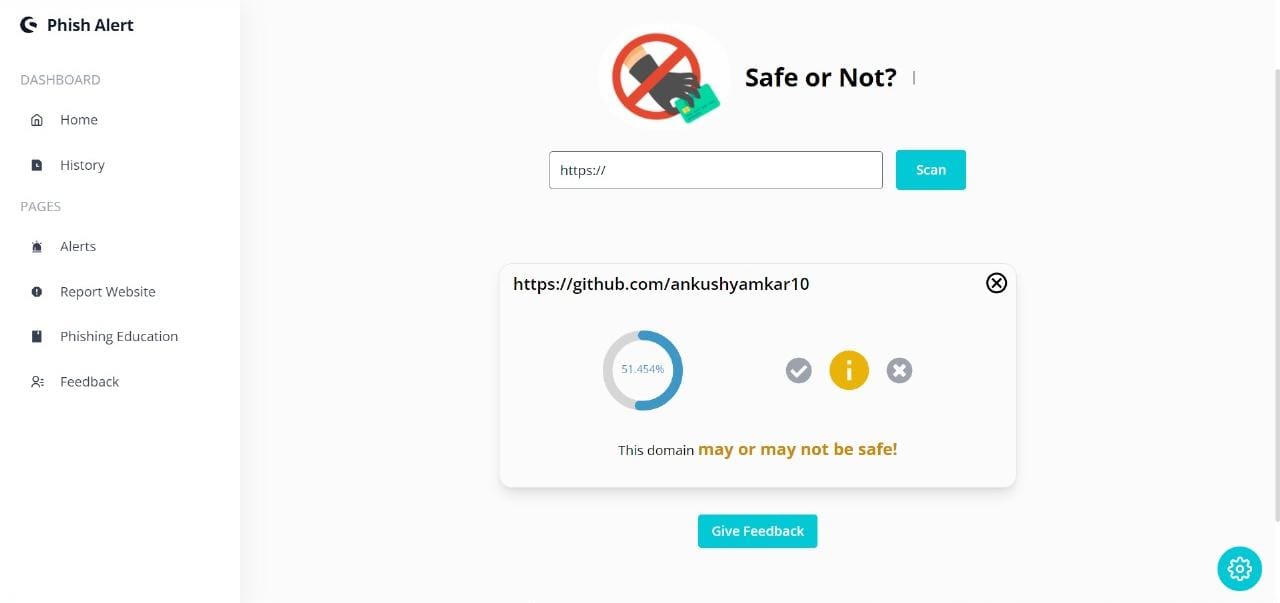 Phish Alert
DASHBOARD
Home
History
PAGES
Alerts
Report Website
Phishing Education
Feedback
Safe or Not? |
https://
Scan
https://github.com/ankushyamkar10
51.454%
This domain may or may not be safe!
Give Feedback